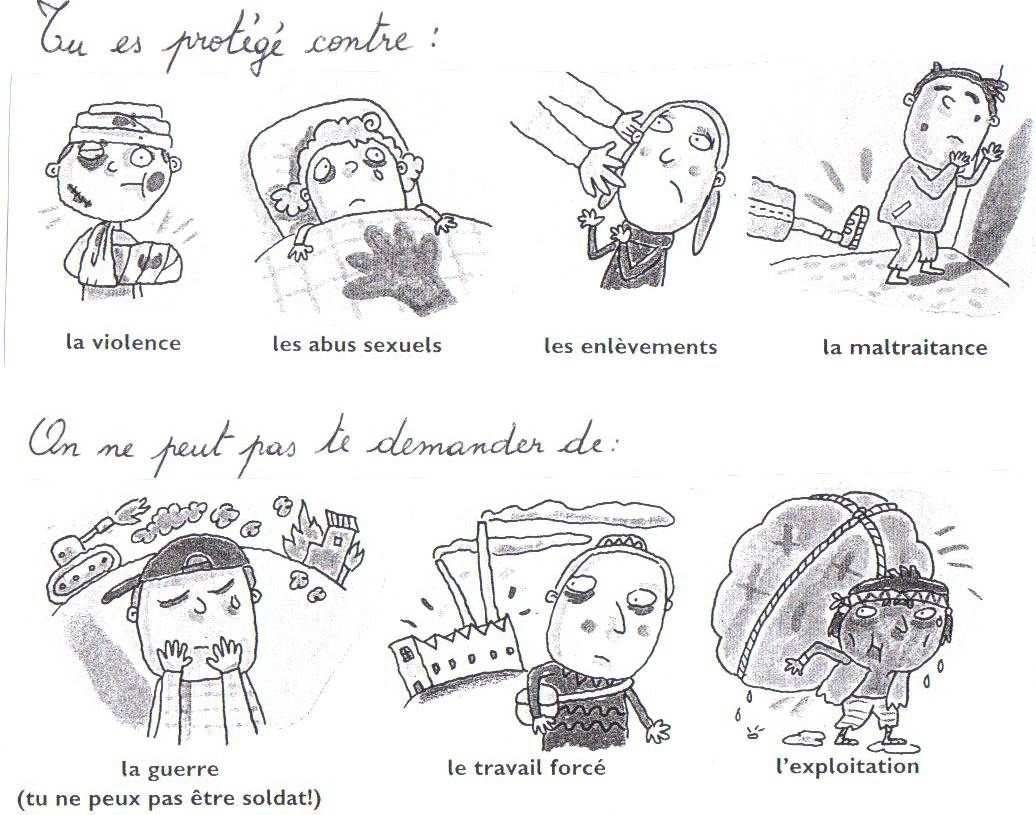 Tu es protégé contre :
la violence
les abus sexuels
les enlèvements
la maltraitance
On ne peut pas te demander de :
la guerre
(tu ne peux pas être soldat!)
le travail forcé
l'exploitation